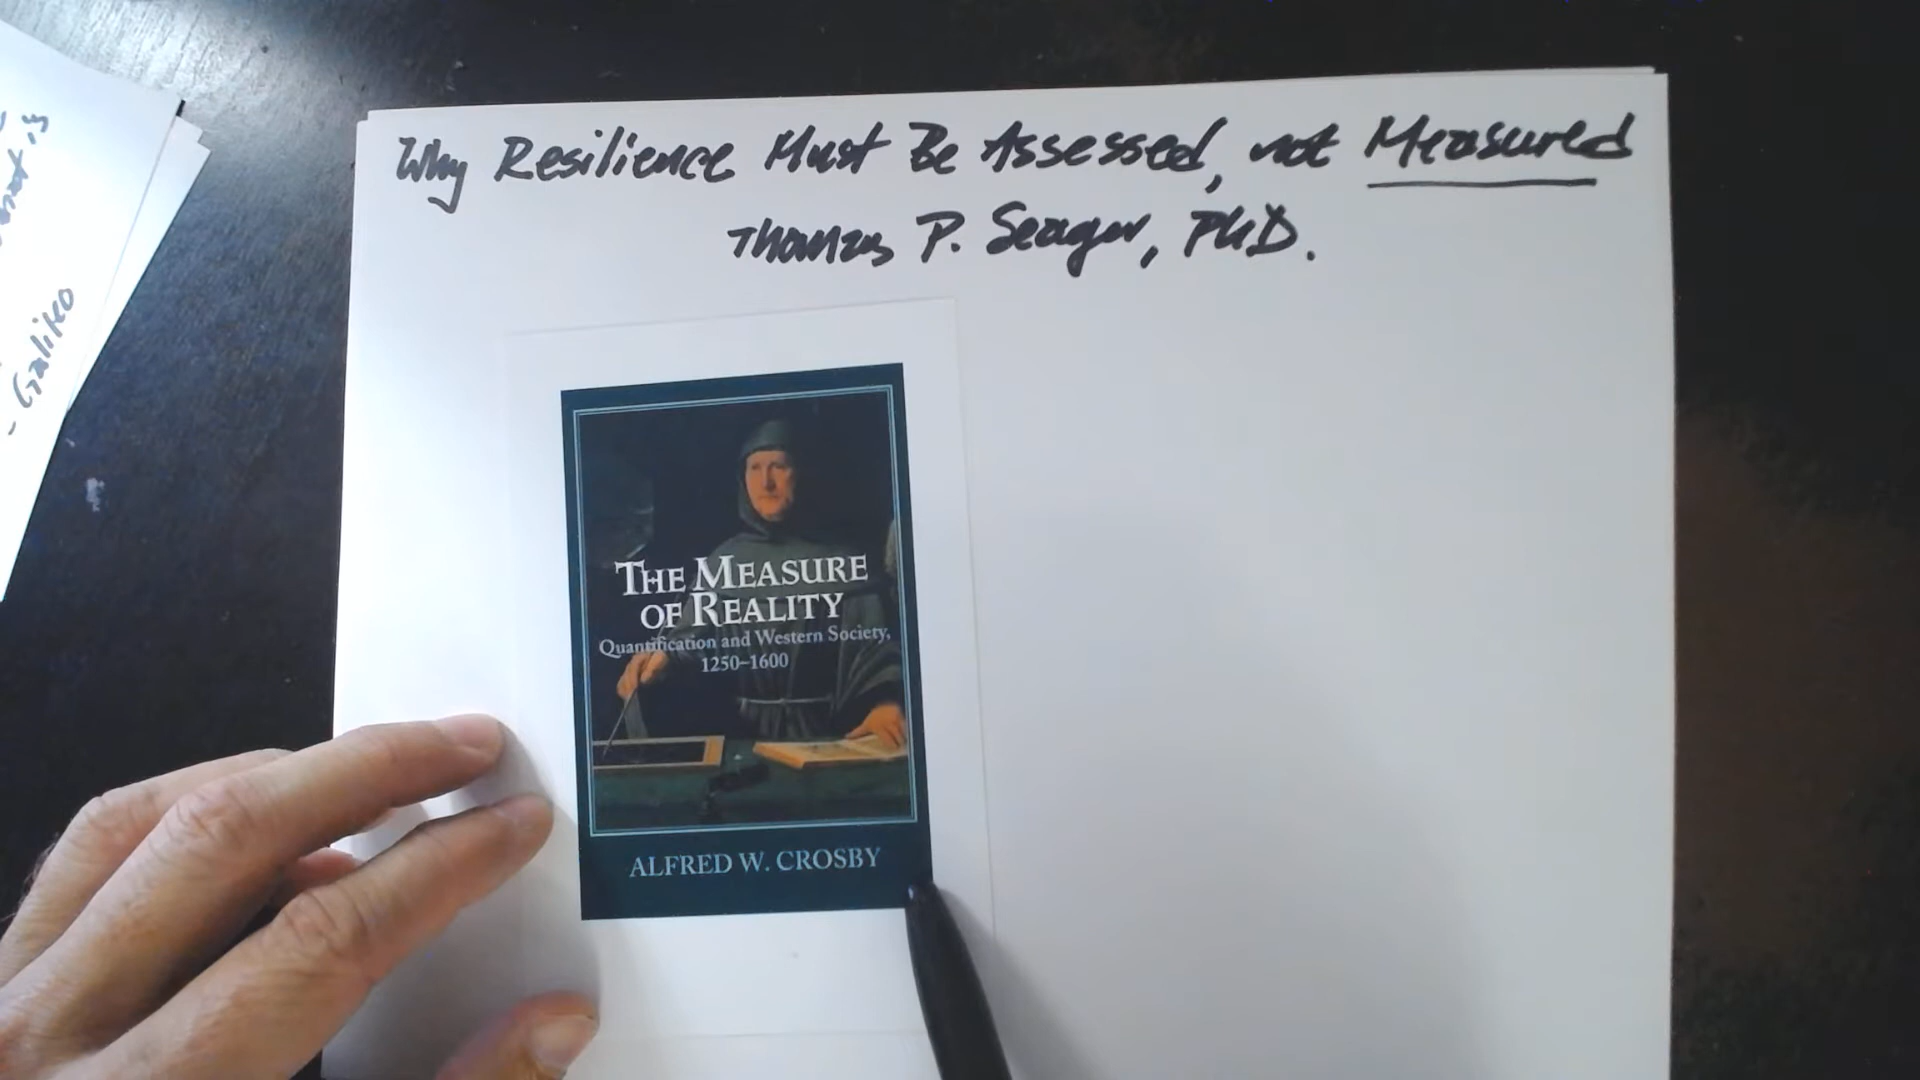 Why Resilience Must Be Assessed, not Measured
Thomas P. Seager, PhD.
THE MEASURE
OF REALITY
Quantification and Western Society,
1250–1600
ALFRED W. CROSBY
is
- Galileo